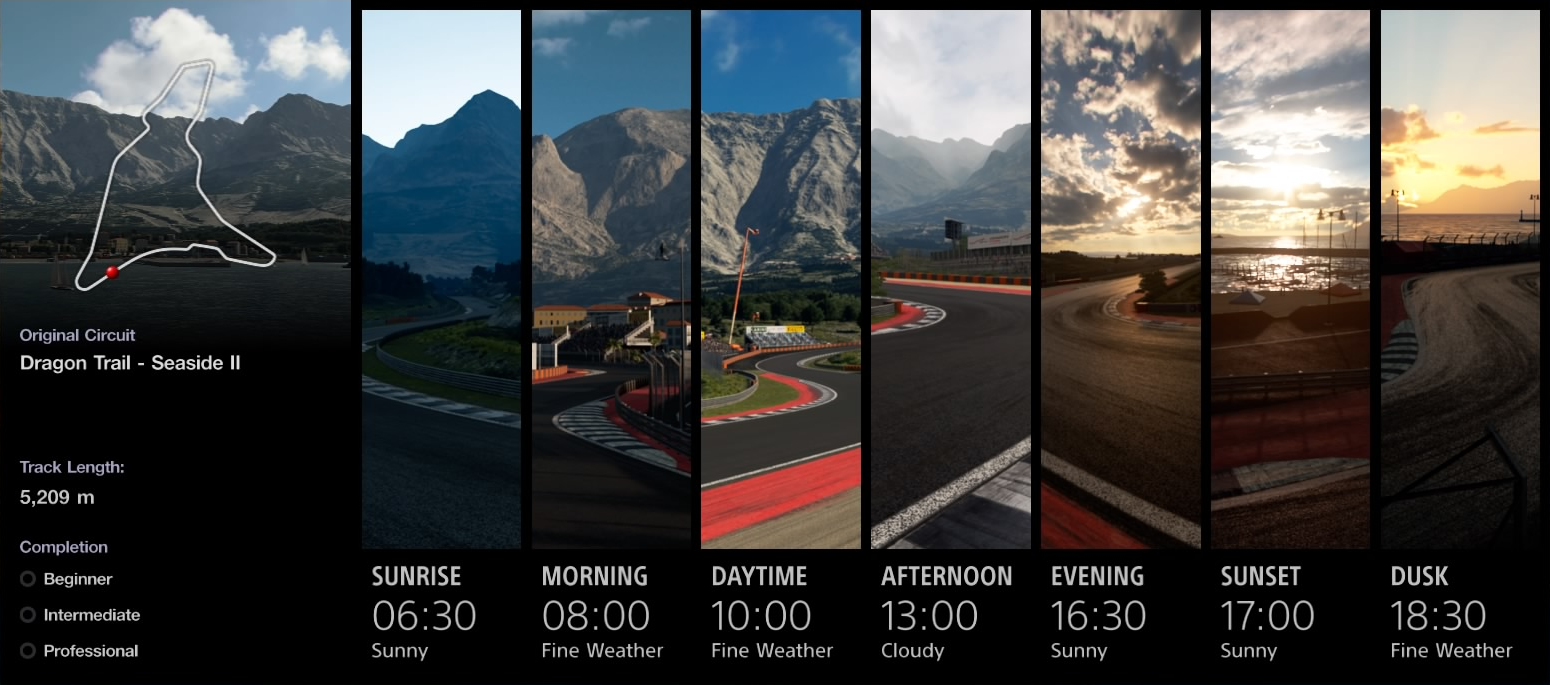 Original Circuit
Dragon Trail - Seaside II
Track Length:
5,209 m
Completion
Beginner
Intermediate
Professional
SUNRISE
06:30
Sunny
MORNING
08:00
Fine Weather
DAYTIME
10:00
Fine Weather
AFTERNOON
13:00
Cloudy
EVENING
16:30
Sunny
SUNSET
17:00
Sunny
DUSK
18:30
Fine Weather